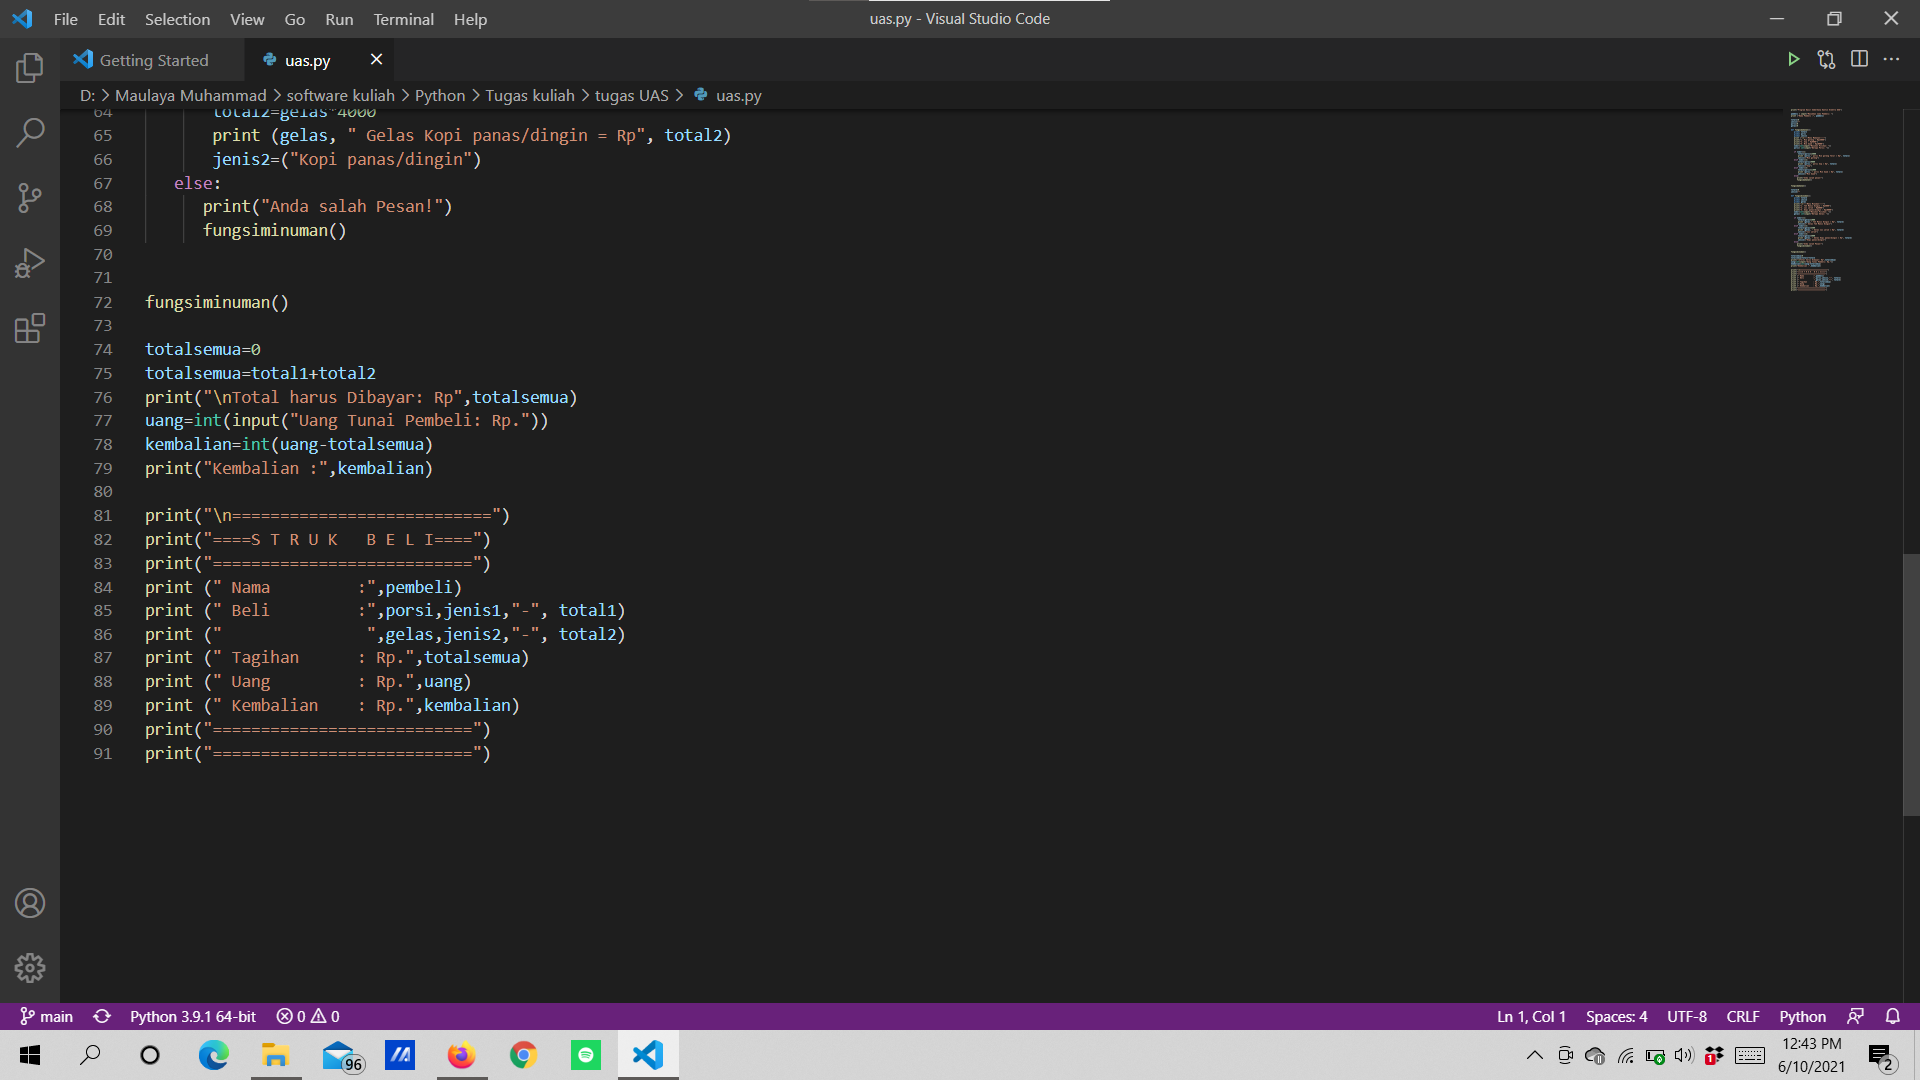 File Edit Selection View Go Run Terminal Help
uas.py - Visual Studio Code
Getting Started
uas.py
D: > Maulaya Muhammad > software kuliah > Python > Tugas kuliah > tugas UAS > uas.py
64 total2=gelas*4000
65 print (gelas, " Gelas Kopi panas/dingin = Rp", total2)
66 jenis2=("Kopi panas/dingin")
67 else:
68 print("Anda salah Pesan!")
69 fungsiminuman()
70
71
72 fungsiminuman()
73
74 totalsemua=0
75 totalsemua=total1+total2
76 print("\nTotal harus Dibayar: Rp",totalsemua)
77 uang=int(input("Uang Tunai Pembeli: Rp."))
78 kembalian=int(uang-totalsemua)
79 print("Kembalian :",kembalian)
80
81 print("\n===========================")
82 print("====S T R U K   B E L I====")
83 print("===========================")
84 print (" Nama         :",pembeli)
85 print (" Beli         :",porsi,jenis1,"-", total1)
86 print ("               ",gelas,jenis2,"-", total2)
87 print (" Tagihan      : Rp.",totalsemua)
88 print (" Uang         : Rp.",uang)
89 print (" Kembalian    : Rp.",kembalian)
90 print("===========================")
91 print("===========================")
main Python 3.9.1 64-bit 0 0
Ln 1, Col 1 Spaces: 4 UTF-8 CRLF Python
96
1
12:43 PM
6/10/2021
2